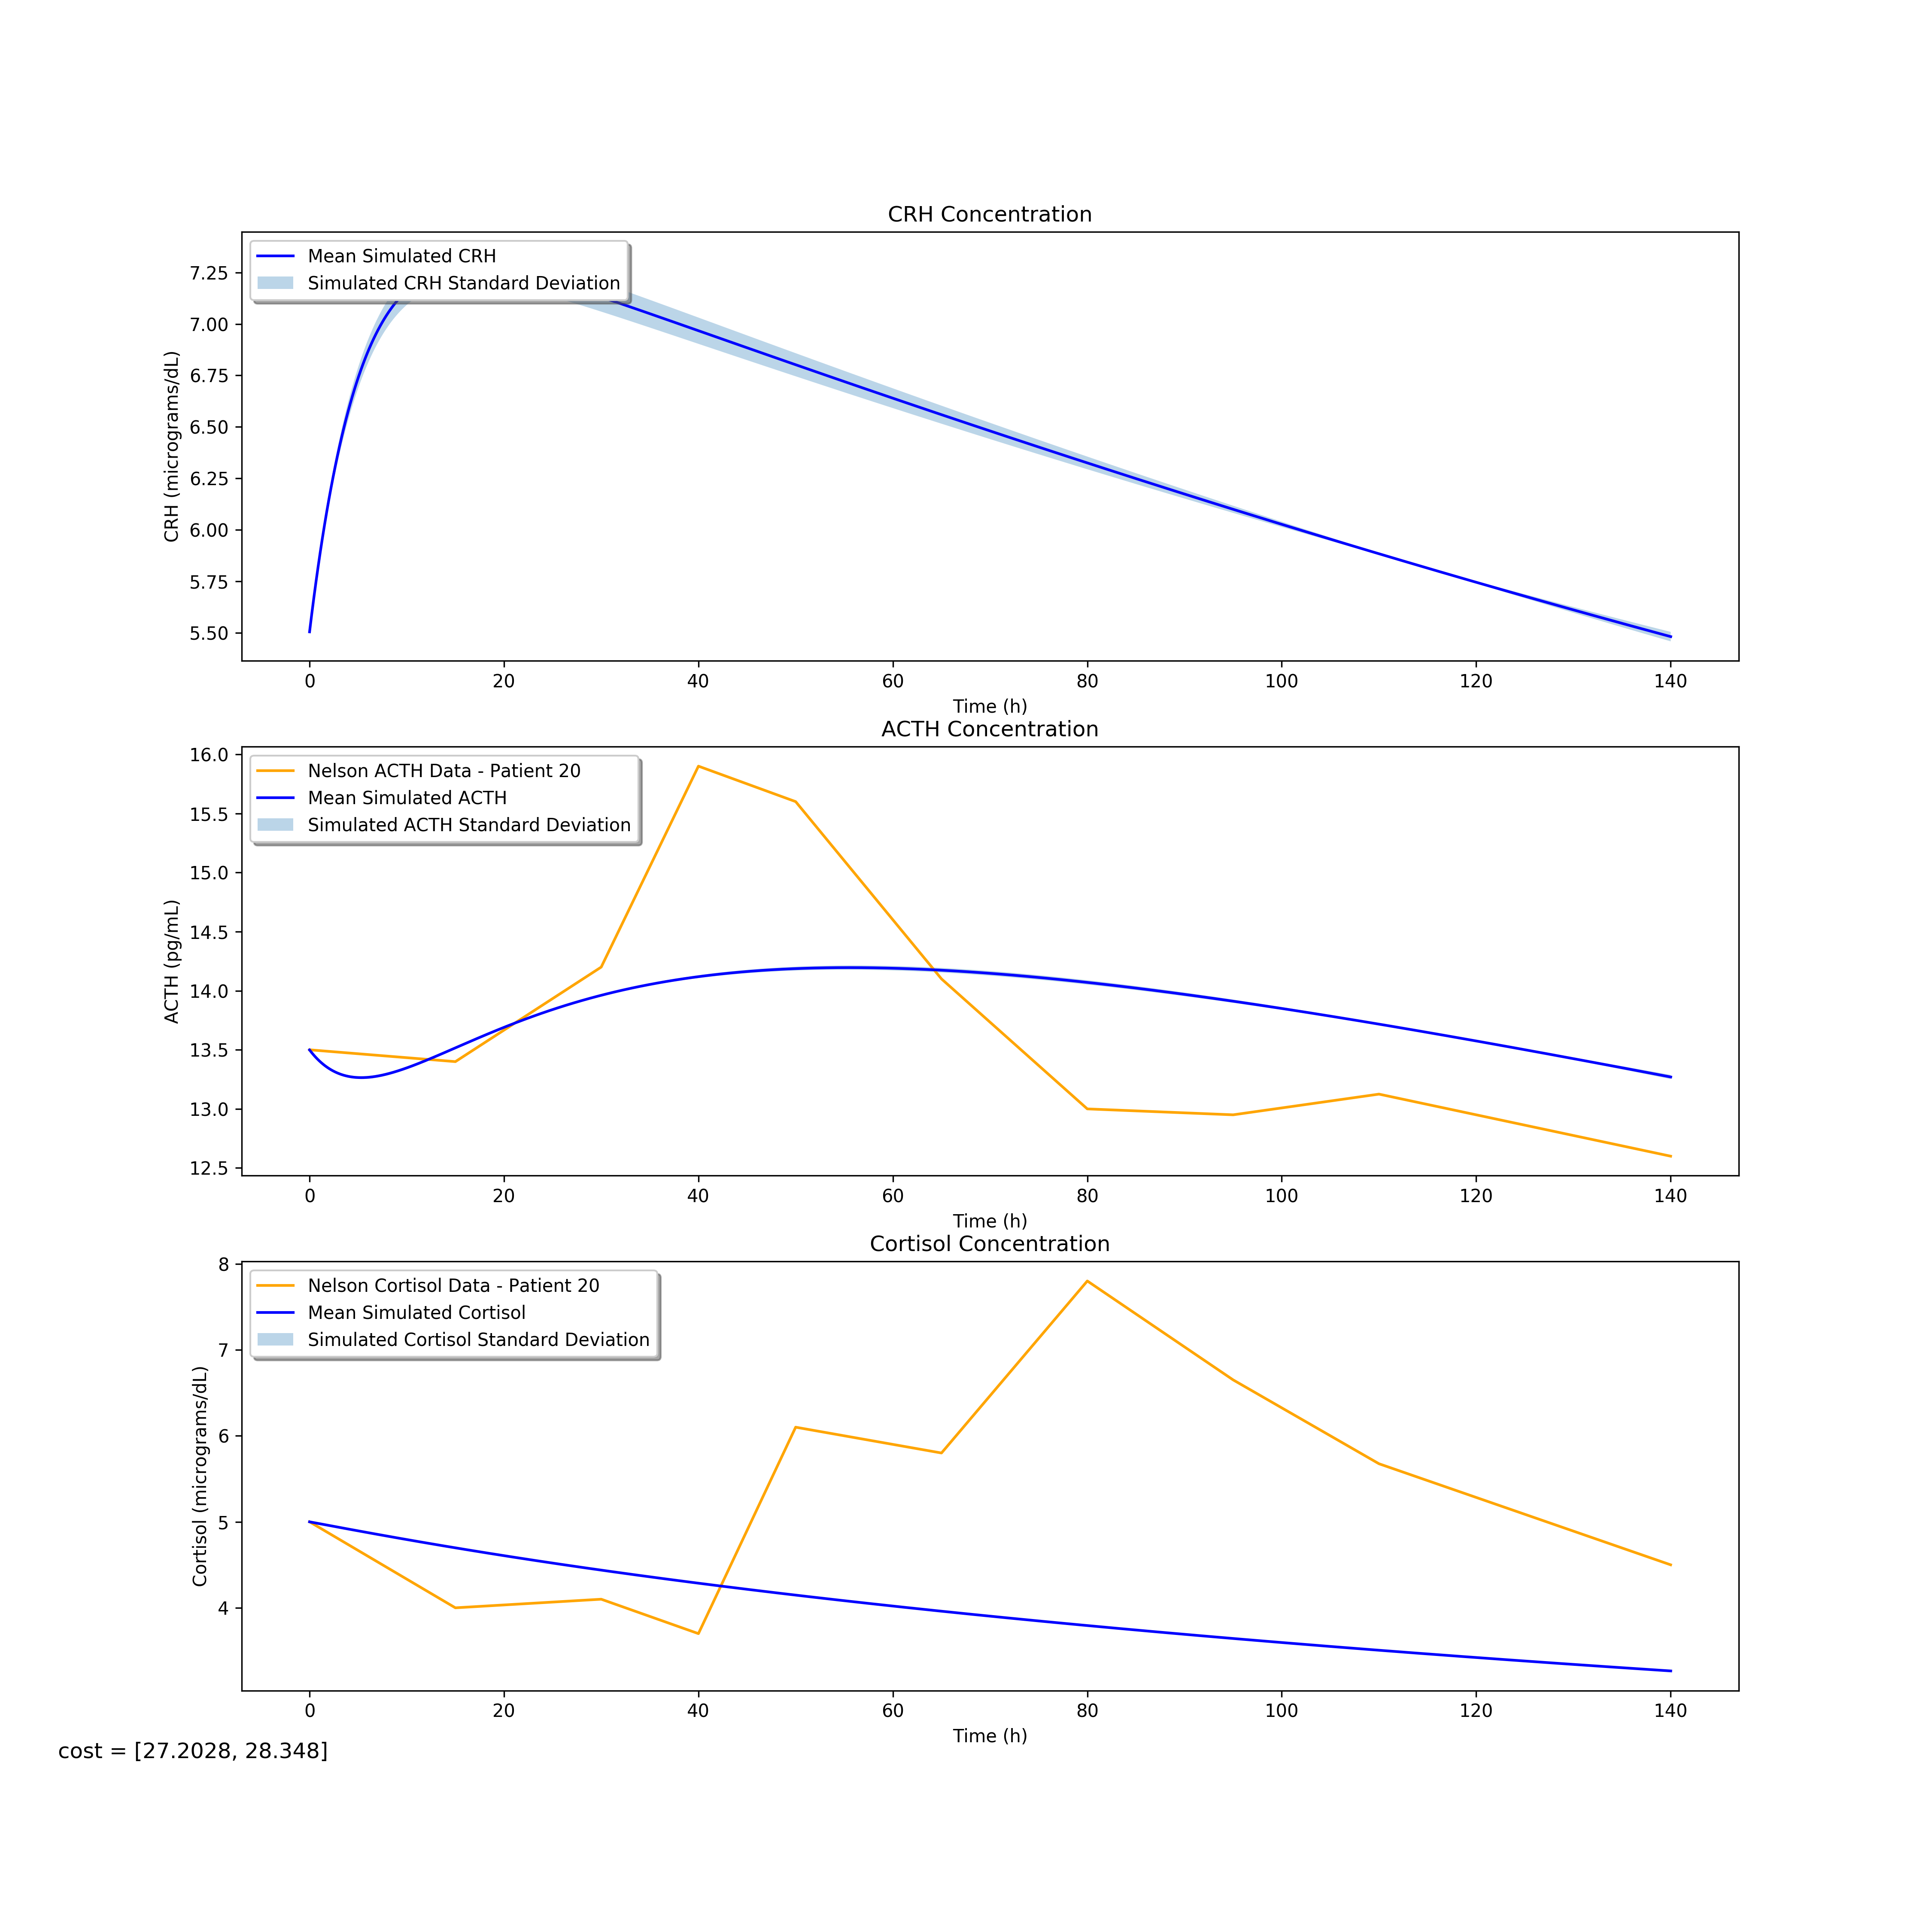 CRH Concentration
Mean Simulated CRH
Simulated CRH Standard Deviation
CRH (micrograms/dL)
7.25
7.00
6.75
6.50
6.25
6.00
5.75
5.50
0 20 40 60 80 100 120 140
Time (h)
ACTH Concentration
Nelson ACTH Data - Patient 20
Mean Simulated ACTH
Simulated ACTH Standard Deviation
ACTH (pg/mL)
16.0
15.5
15.0
14.5
14.0
13.5
13.0
12.5
0 20 40 60 80 100 120 140
Time (h)
Cortisol Concentration
Nelson Cortisol Data - Patient 20
Mean Simulated Cortisol
Simulated Cortisol Standard Deviation
Cortisol (micrograms/dL)
8
7
6
5
4
0 20 40 60 80 100 120 140
Time (h)
cost = [27.2028, 28.348]